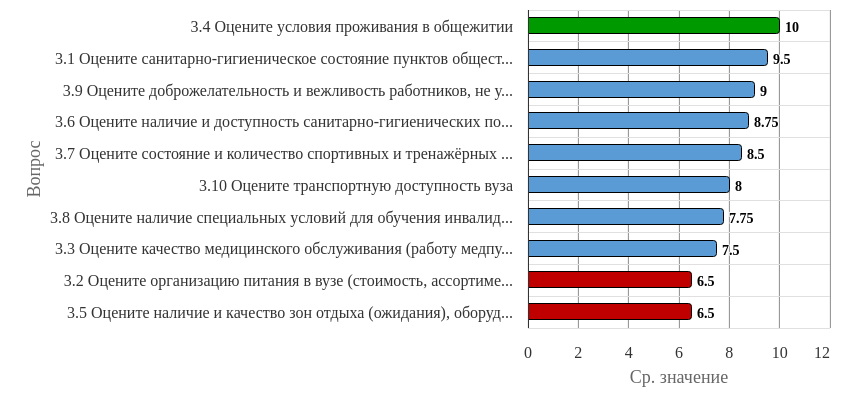 3.4 Оцените условия проживания в общежитии 10
3.1 Оцените санитарно-гигиеническое состояние пунктов общест... 9.5
3.9 Оцените доброжелательность и вежливость работников, не у... 9
3.6 Оцените наличие и доступность санитарно-гигиенических по... 8.75
3.7 Оцените состояние и количество спортивных и тренажёрных ... 8.5
3.10 Оцените транспортную доступность вуза 8
3.8 Оцените наличие специальных условий для обучения инвалид... 7.75
3.3 Оцените качество медицинского обслуживания (работу медпу... 7.5
3.2 Оцените организацию питания в вузе (стоимость, ассортиме... 6.5
3.5 Оцените наличие и качество зон отдыха (ожидания), оборуд... 6.5
Вопрос
0 2 4 6 8 10 12
Ср. значение